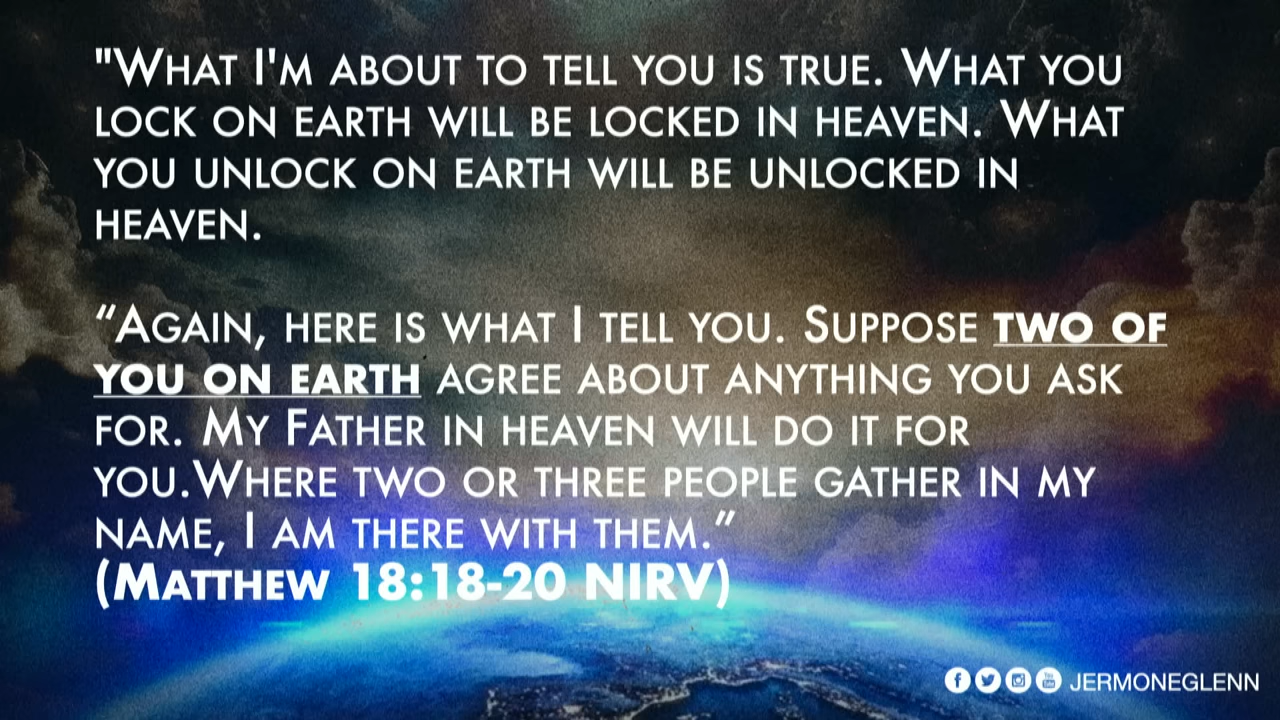 "What I'm about to tell you is true. What you
lock on earth will be locked in heaven. What
you unlock on earth will be unlocked in
heaven.
“Again, here is what I tell you. Suppose two of
you on earth agree about anything you ask
for. My Father in heaven will do it for
you.Where two or three people gather in my
name, I am there with them.”
(Matthew 18:18-20 NIRV)
JERMONEGLENN